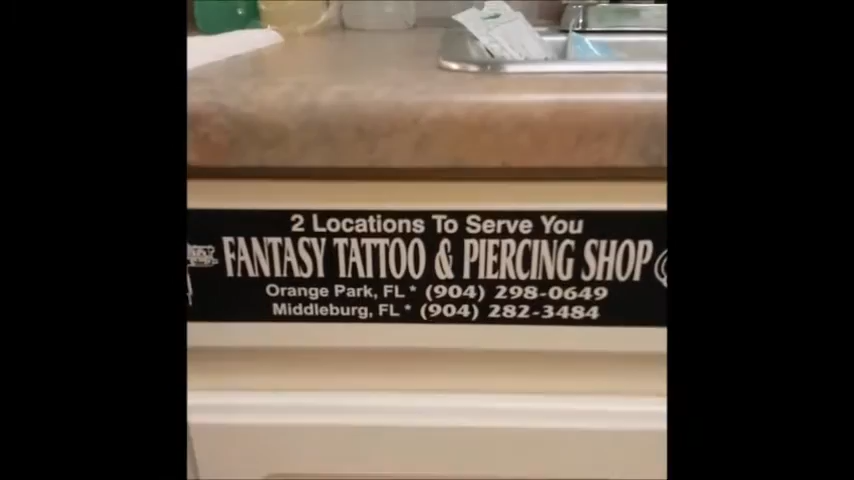 2 Locations To Serve You
FANTASY TATTOO & PIERCING SHOP
Orange Park, FL * (904) 298-0649
Middleburg, FL * (904) 282-3484